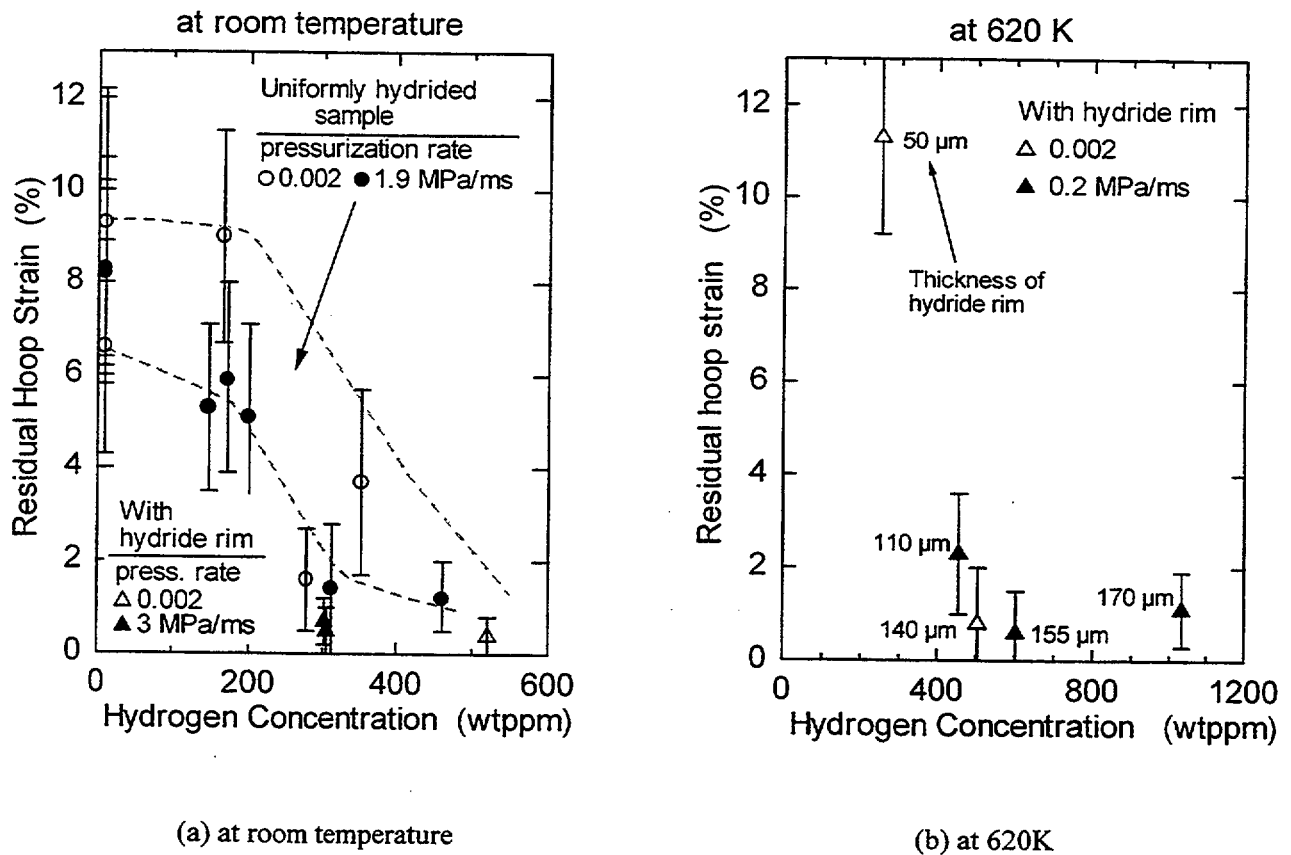 at room temperature
Residual Hoop Strain (%)
12
10
8
6
4
2
0
Uniformly hydrided
sample
pressurization rate
○ 0.002 ● 1.9 MPa/ms
With
hydride rim
press. rate
△ 0.002
▲ 3 MPa/ms
0 200 400 600
Hydrogen Concentration (wtppm)
(a) at room temperature
at 620 K
Residual hoop strain (%)
12
10
8
6
4
2
0
With hydride rim
△ 0.002
▲ 0.2 MPa/ms
50 µm
Thickness of
hydride rim
110 µm
140 µm
155 µm
170 µm
0 400 800 1200
Hydrogen Concentration (wtppm)
(b) at 620K